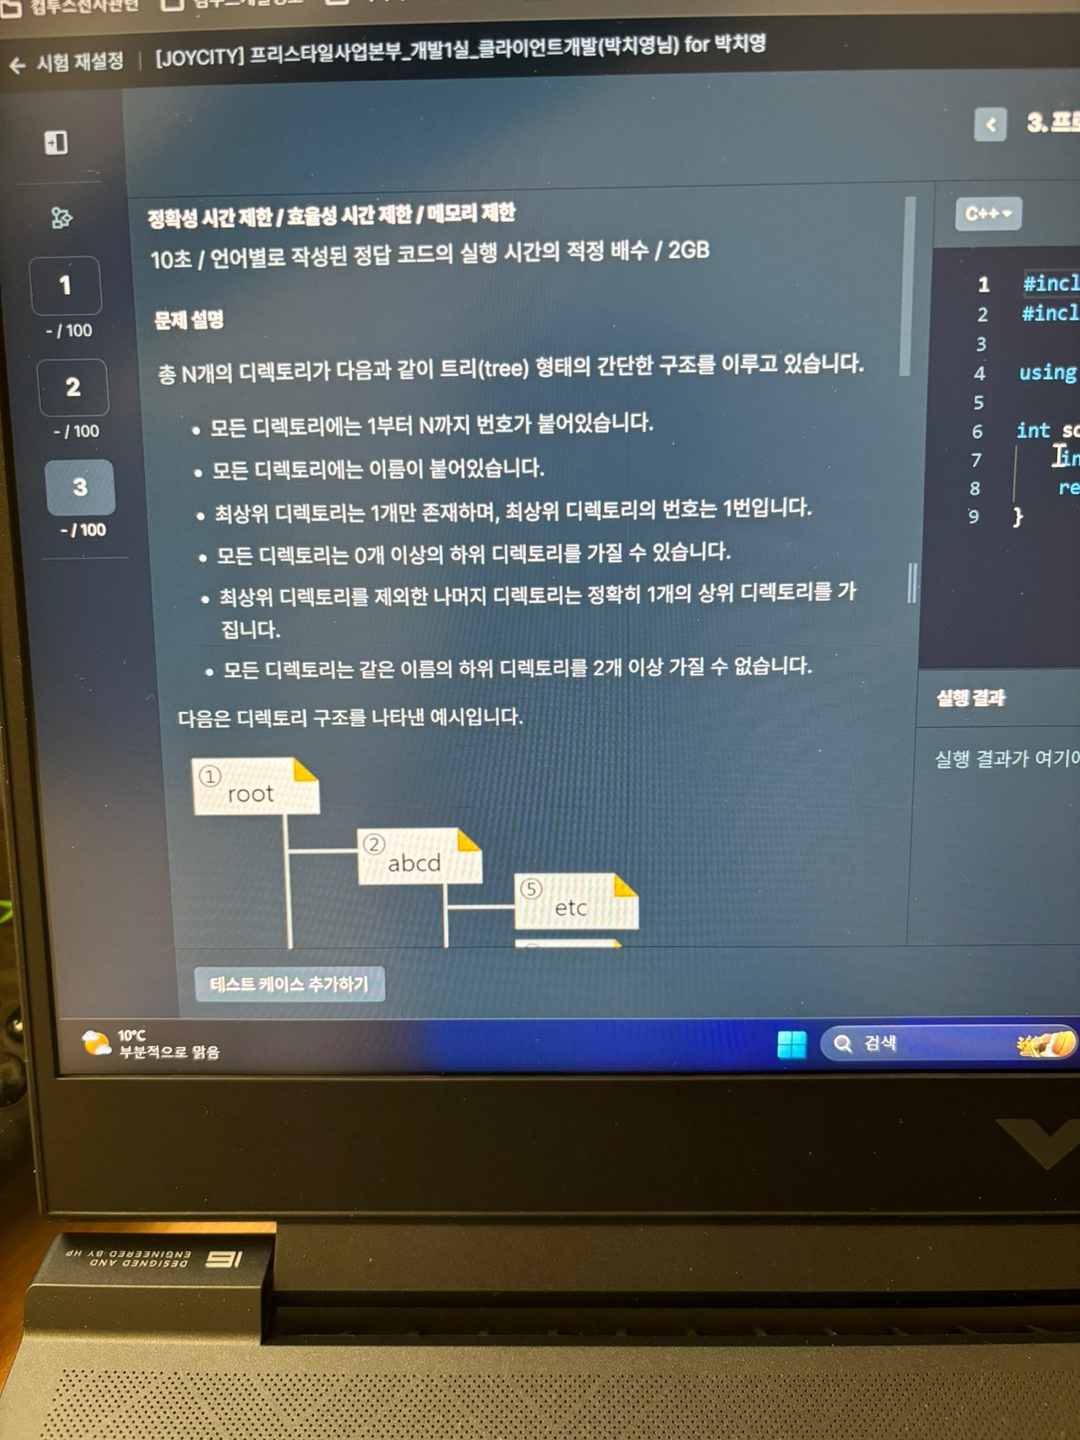 컴투스전사관련
← 시험 재설정 | [JOYCITY] 프리스타일사업본부_개발1실_클라이언트개발(박치영님) for 박치영
3. 프로
정확성 시간 제한 / 효율성 시간 제한 / 메모리 제한
10초 / 언어별로 작성된 정답 코드의 실행 시간의 적정 배수 / 2GB
1
- / 100
2
- / 100
3
- / 100
문제 설명
총 N개의 디렉토리가 다음과 같이 트리(tree) 형태의 간단한 구조를 이루고 있습니다.
• 모든 디렉토리에는 1부터 N까지 번호가 붙어있습니다.
• 모든 디렉토리에는 이름이 붙어있습니다.
• 최상위 디렉토리는 1개만 존재하며, 최상위 디렉토리의 번호는 1번입니다.
• 모든 디렉토리는 0개 이상의 하위 디렉토리를 가질 수 있습니다.
• 최상위 디렉토리를 제외한 나머지 디렉토리는 정확히 1개의 상위 디렉토리를 가
집니다.
• 모든 디렉토리는 같은 이름의 하위 디렉토리를 2개 이상 가질 수 없습니다.
다음은 디렉토리 구조를 나타낸 예시입니다.
① root
② abcd
⑤ etc
C++
1 #incl
2 #incl
3
4 using
5
6 int so
7 in
8 re
9 }
실행 결과
실행 결과가 여기에
테스트 케이스 추가하기
10°C
부분적으로 맑음
검색
DESIGNED AND
ENGINEERED BY HP